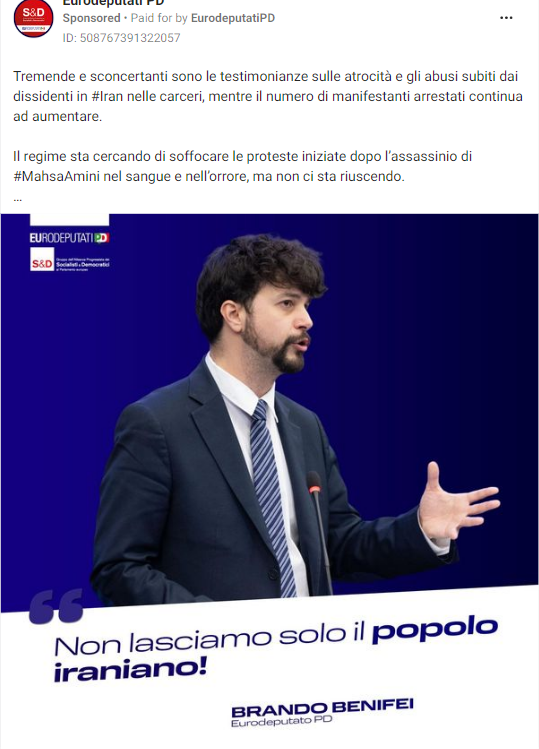 Eurodeputati PD
Sponsored • Paid for by EurodeputatiPD
ID: 508767391322057
Tremende e sconcertanti sono le testimonianze sulle atrocità e gli abusi subiti dai
dissidenti in #Iran nelle carceri, mentre il numero di manifestanti arrestati continua
ad aumentare.
Il regime sta cercando di soffocare le proteste iniziate dopo l'assassinio di
#MahsaAmini nel sangue e nell'orrore, ma non ci sta riuscendo.
...
EURODEPUTATI PD
S&D
Gruppo dell'Alleanza Progressista dei
Socialisti & Democratici
al Parlamento europeo
Non lasciamo solo il popolo
iraniano!
BRANDO BENIFEI
Eurodeputato PD